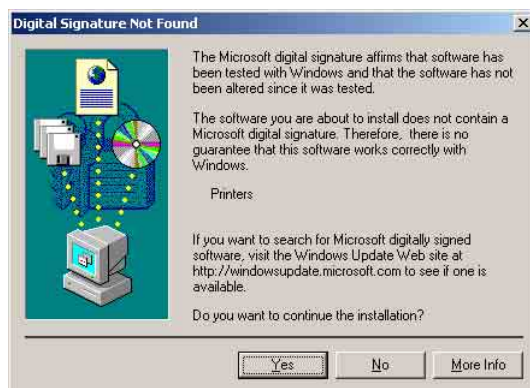 Digital Signature Not Found
The Microsoft digital signature affirms that software has
been tested with Windows and that the software has not
been altered since it was tested.
The software you are about to install does not contain a
Microsoft digital signature. Therefore, there is no
guarantee that this software works correctly with
Windows.
Printers
If you want to search for Microsoft digitally signed
software, visit the Windows Update Web site at
http://windowsupdate.microsoft.com to see if one is
available.
Do you want to continue the installation?
Yes No More Info